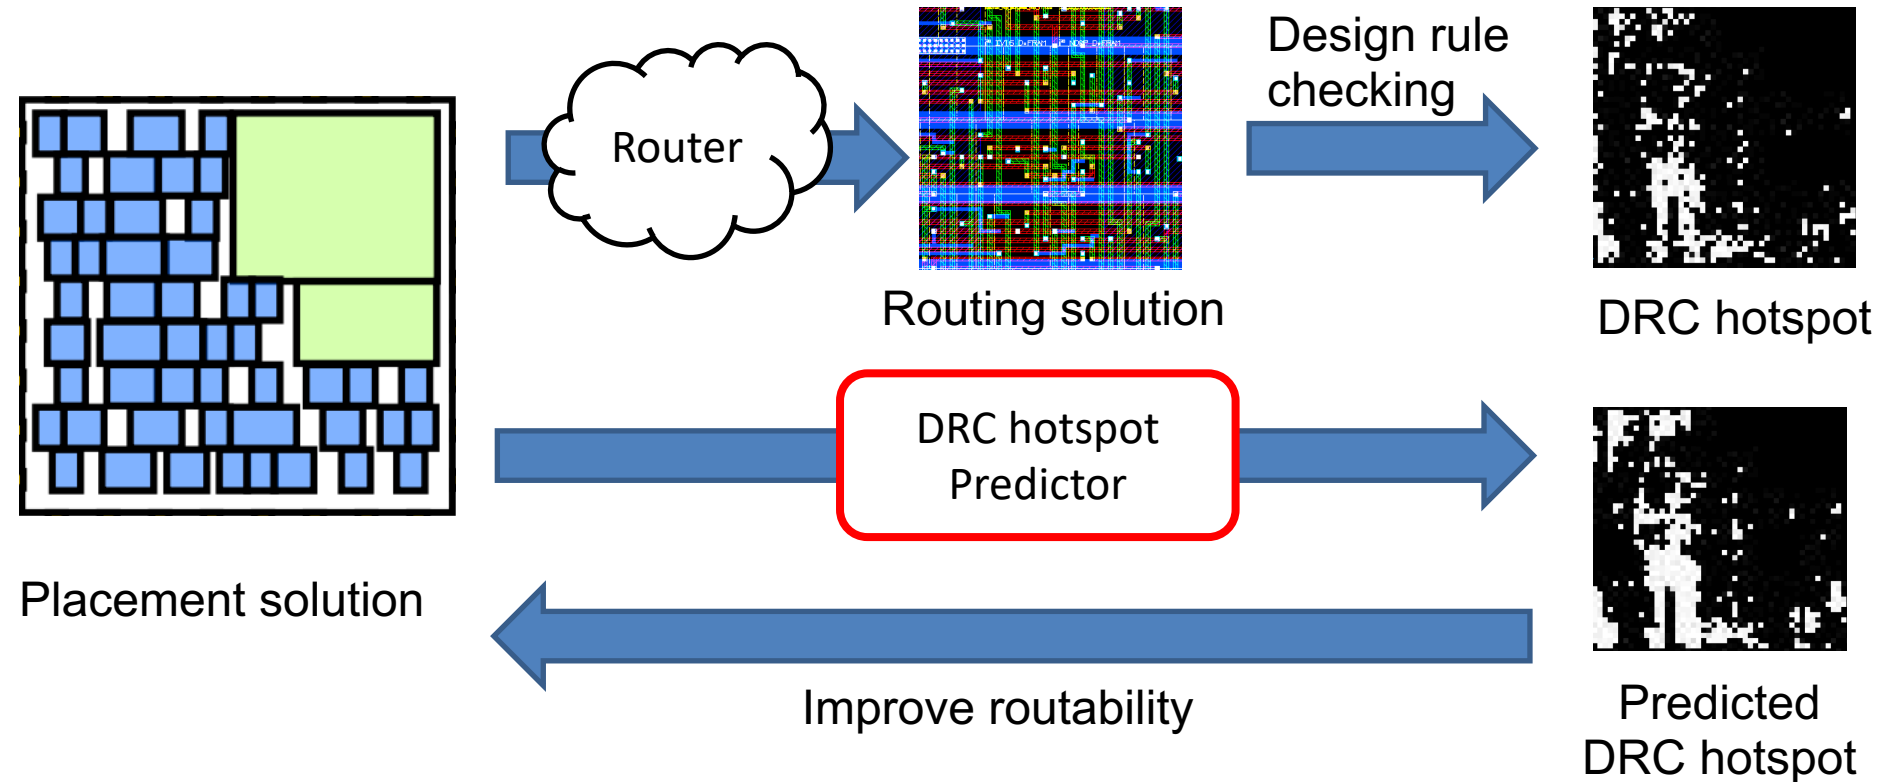 Router
Design rule
checking
Routing solution
DRC hotspot
DRC hotspot
Predictor
Placement solution
Improve routability
Predicted
DRC hotspot